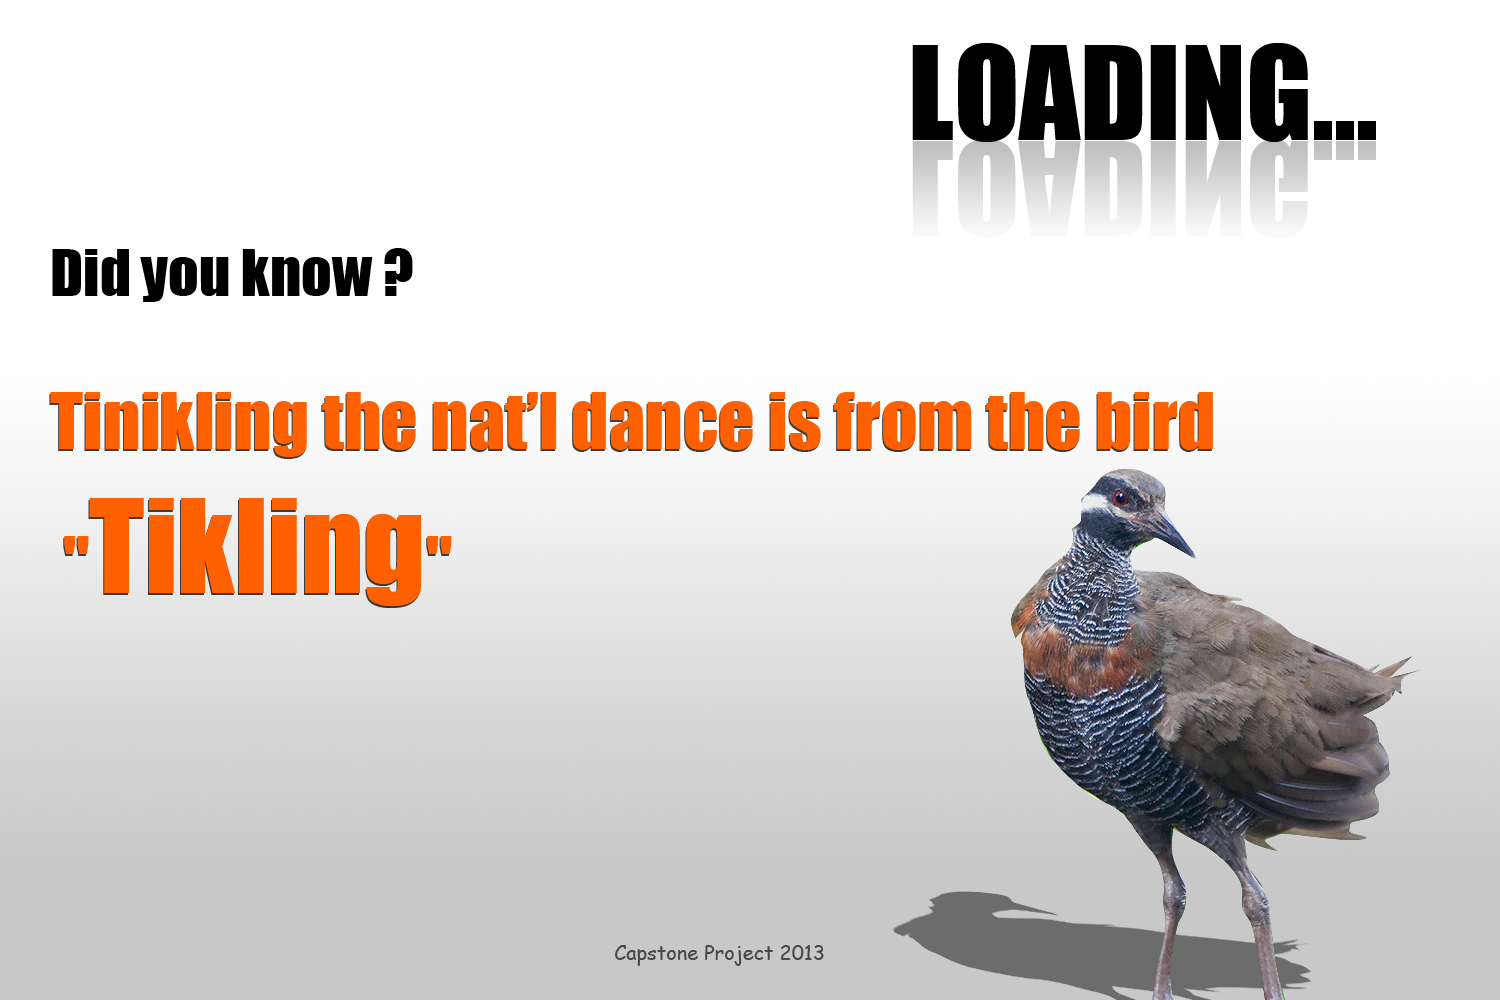 LOADING...
Did you know ?
Tinikling the nat’l dance is from the bird
"Tikling"
Capstone Project 2013